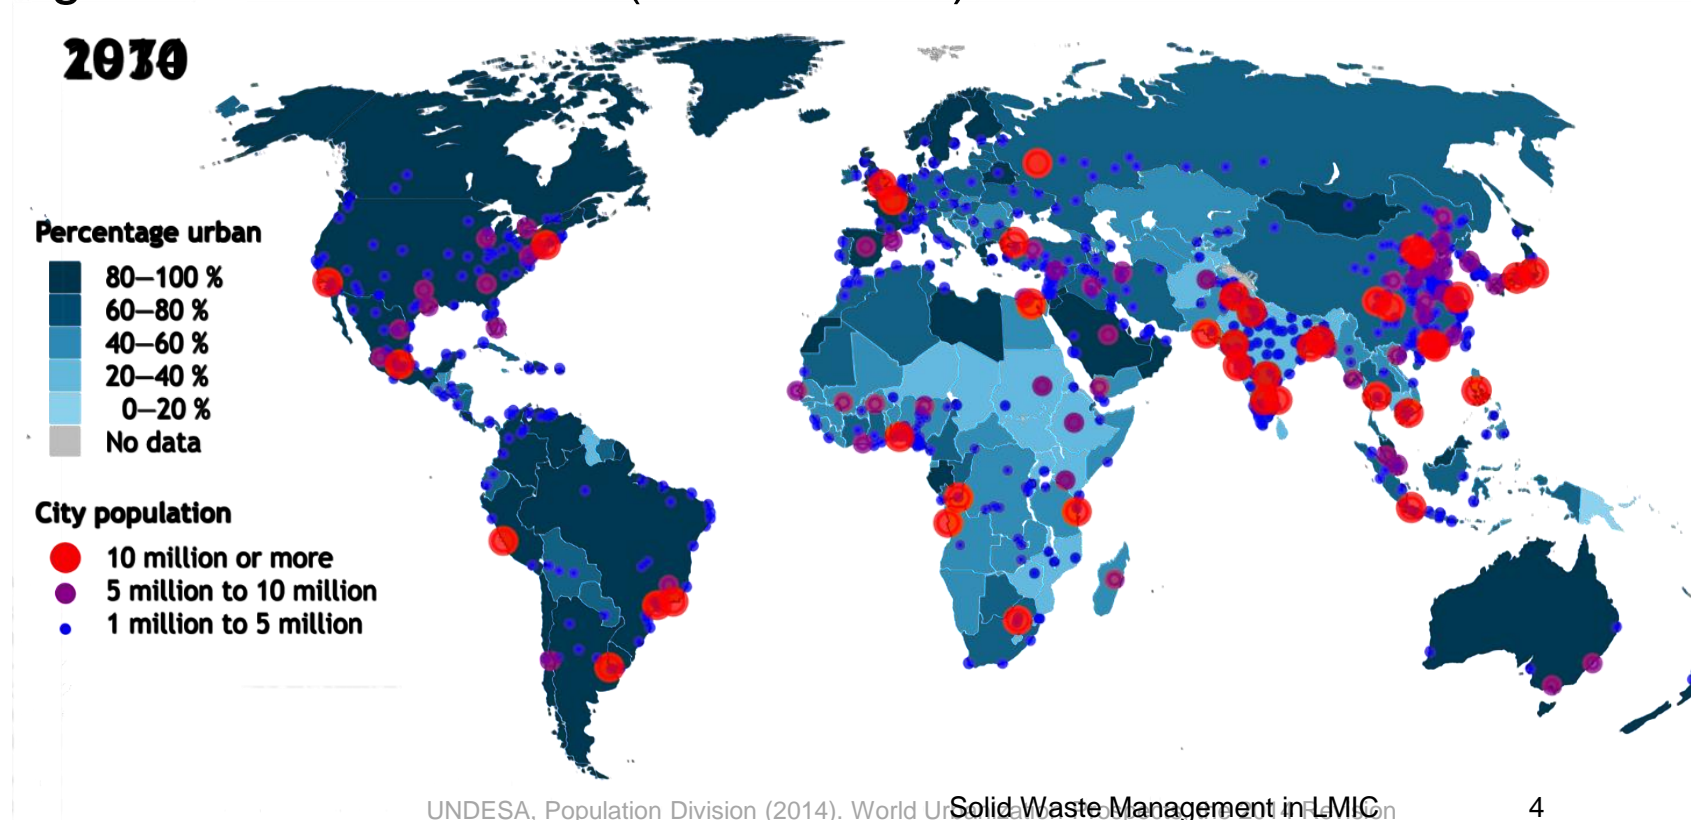 Percentage urban
80–100 %
60–80 %
40–60 %
20–40 %
0–20 %
No data
City population
10 million or more
5 million to 10 million
1 million to 5 million
UNDESA, Population Division (2014). World
Solid Waste Management in LMIC
4